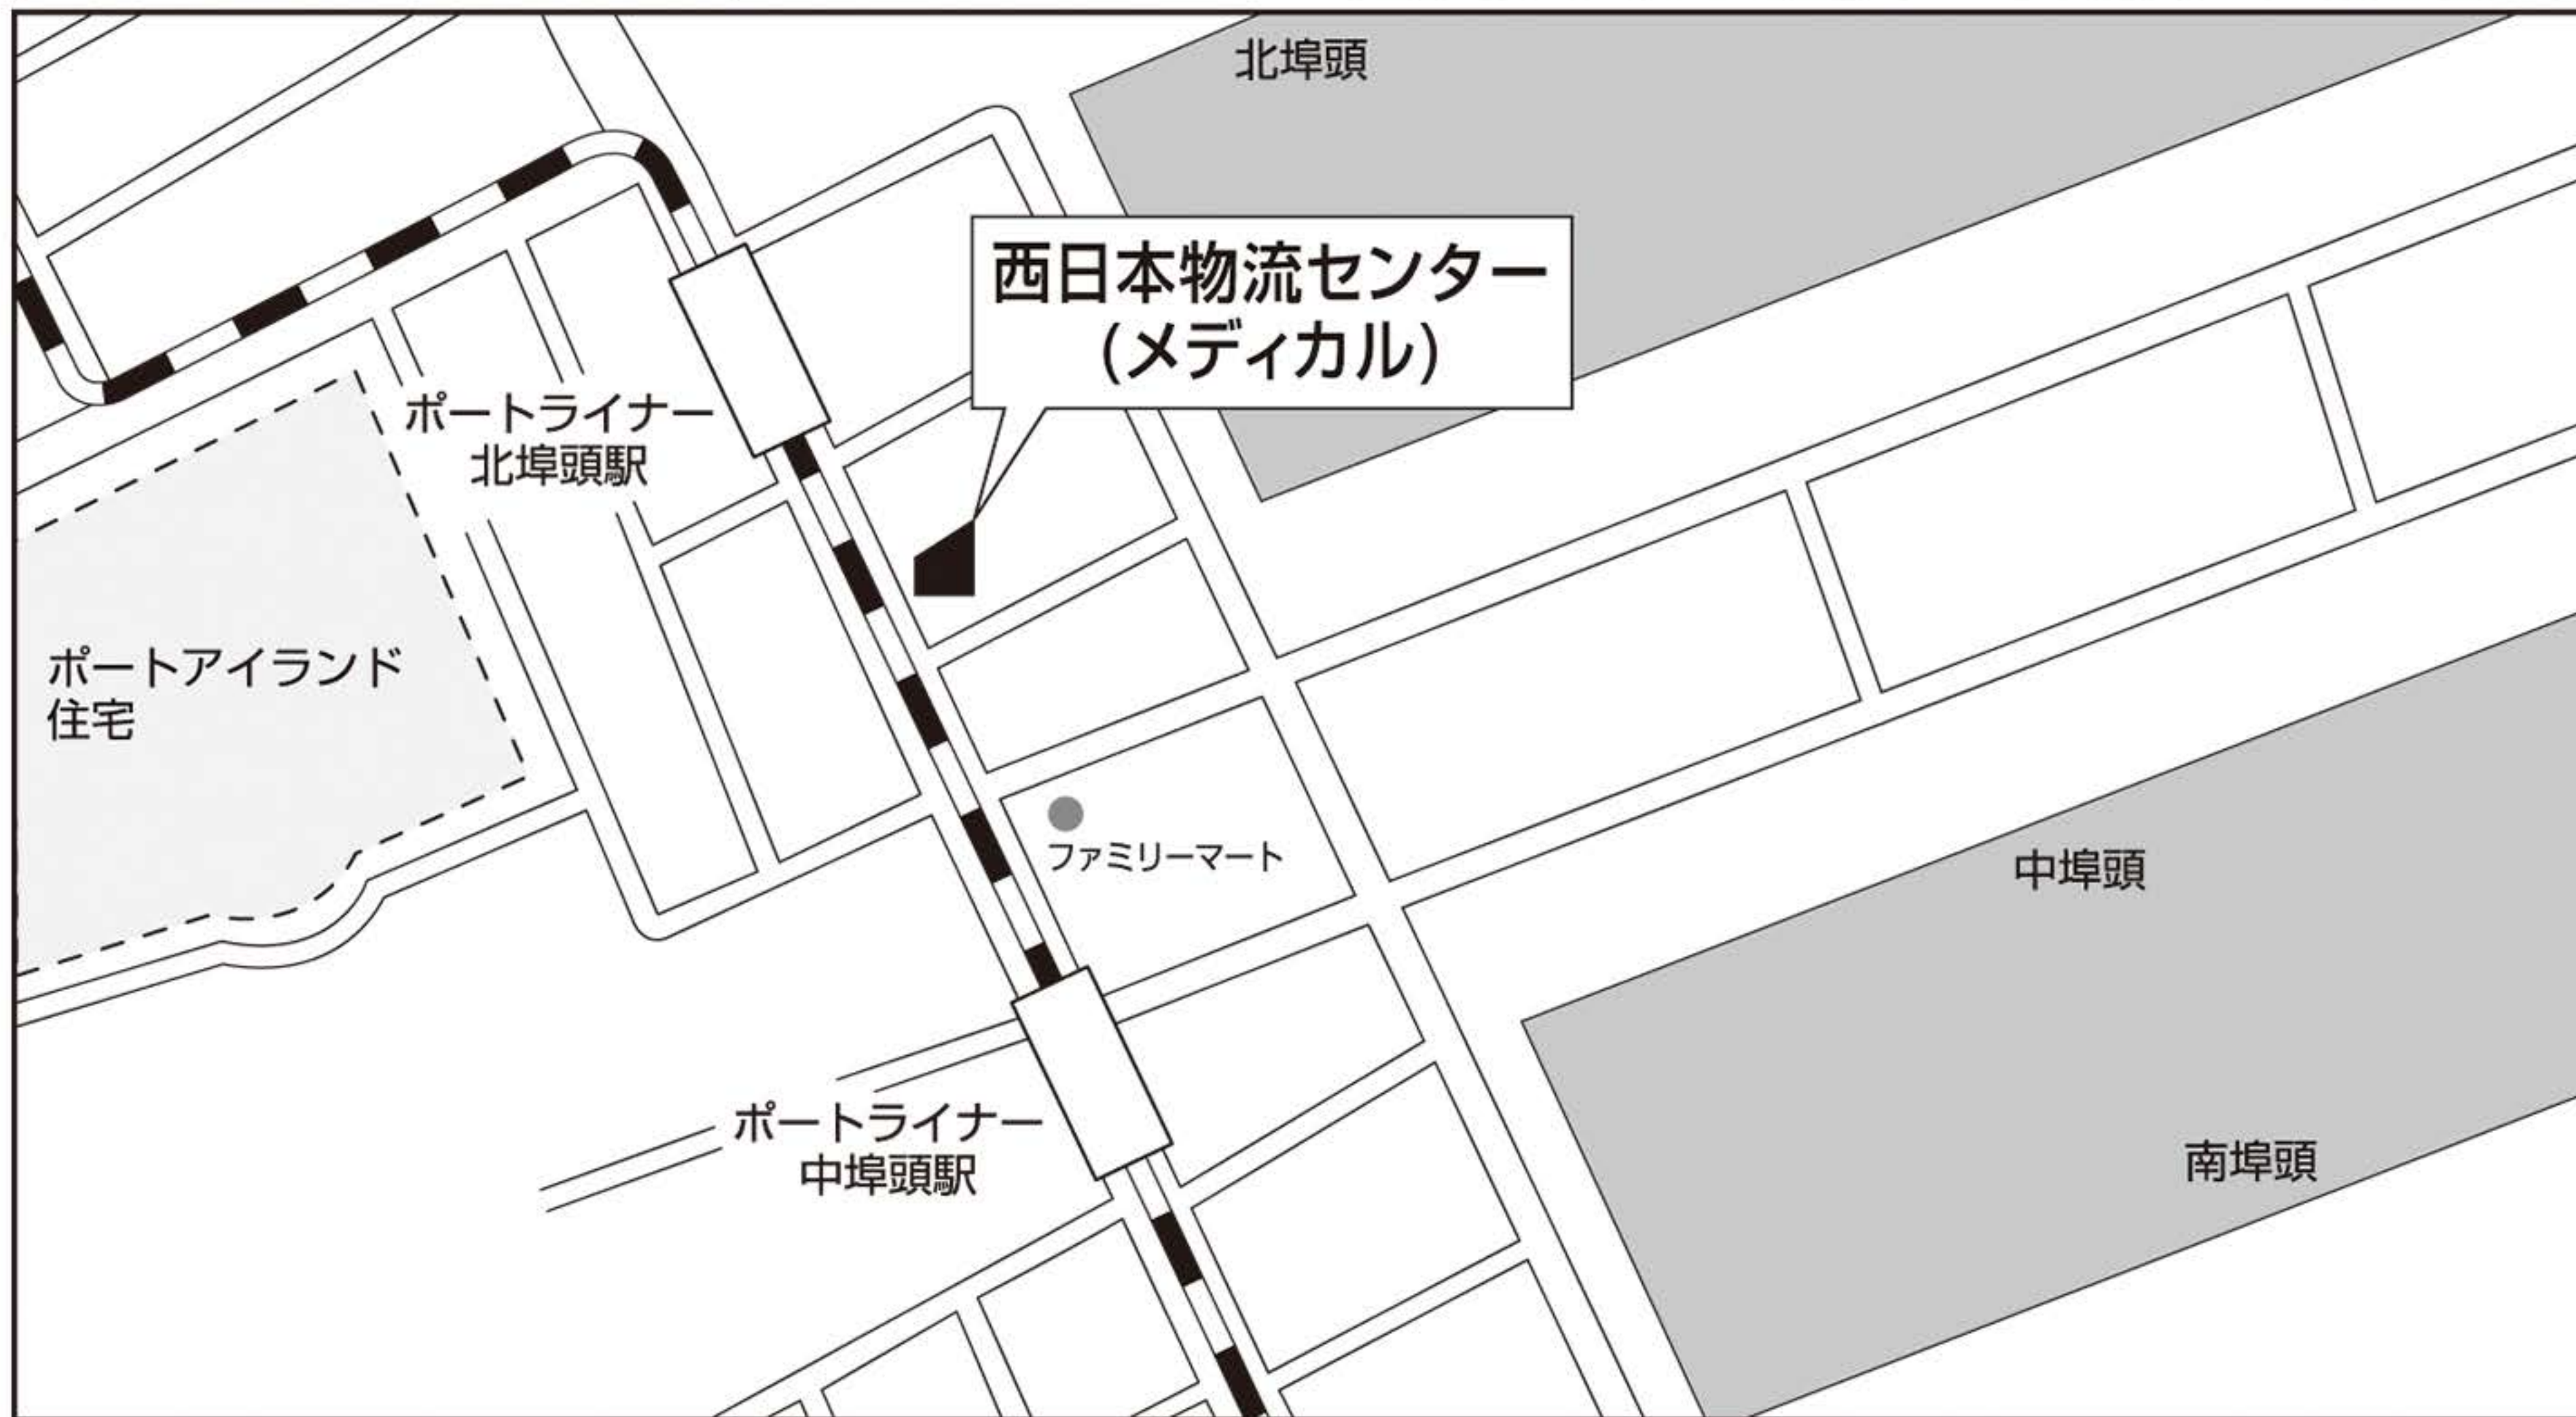 北埠頭
西日本物流センター
(メディカル)
ポートライナー
北埠頭駅
ポートアイランド
住宅
ファミリーマート
中埠頭
ポートライナー
中埠頭駅
南埠頭